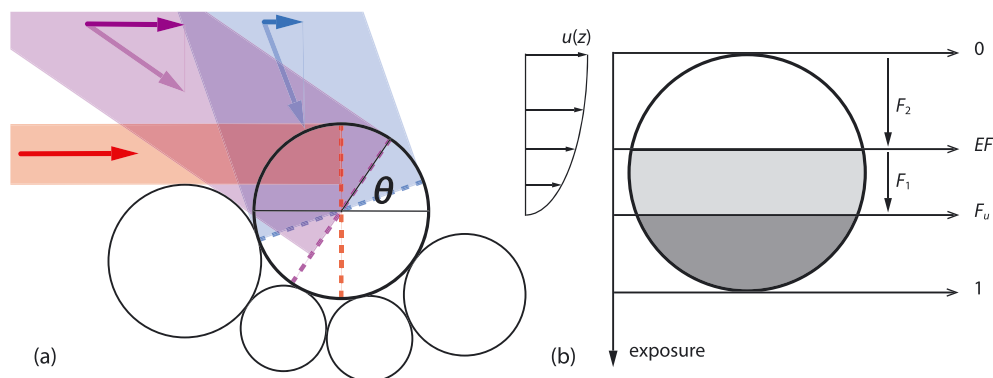 θ
(a)
u(z)
0
F₂
EF
F₁
Fᵤ
1
(b)
exposure